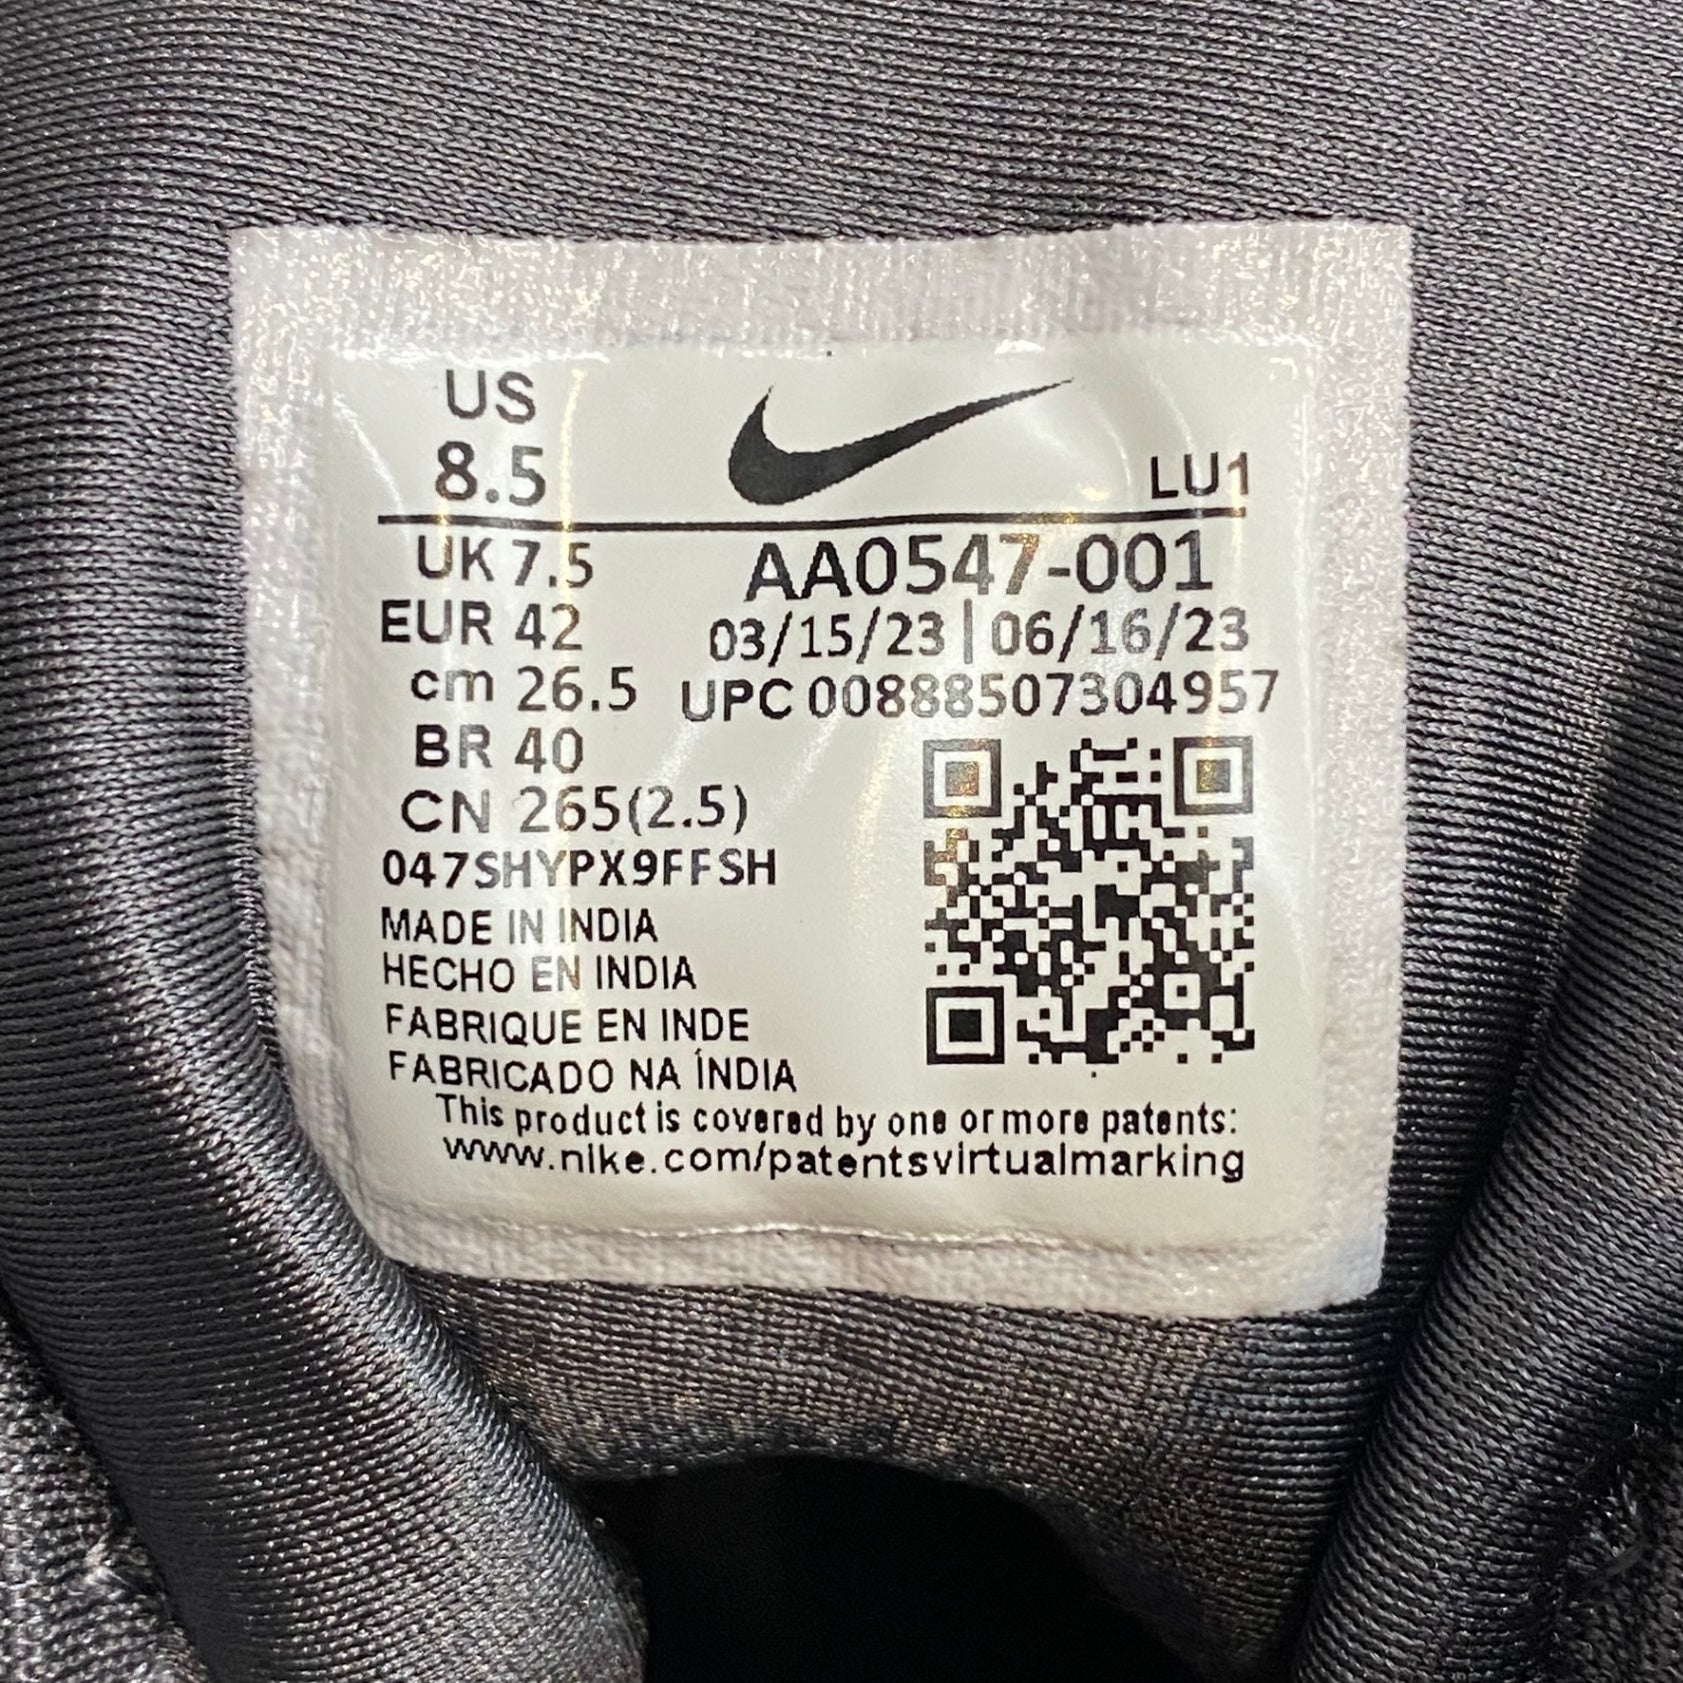 US
8.5
LU1
UK 7.5
EUR 42
cm 26.5
BR 40
CN 265(2.5)
AA0547-001
03/15/23 | 06/16/23
UPC 00888507304957
047SHYPX9FFSH
MADE IN INDIA
HECHO EN INDIA
FABRIQUE EN INDE
FABRICADO NA ÍNDIA
This product is covered by one or more patents:
www.nike.com/patentsvirtualmarking